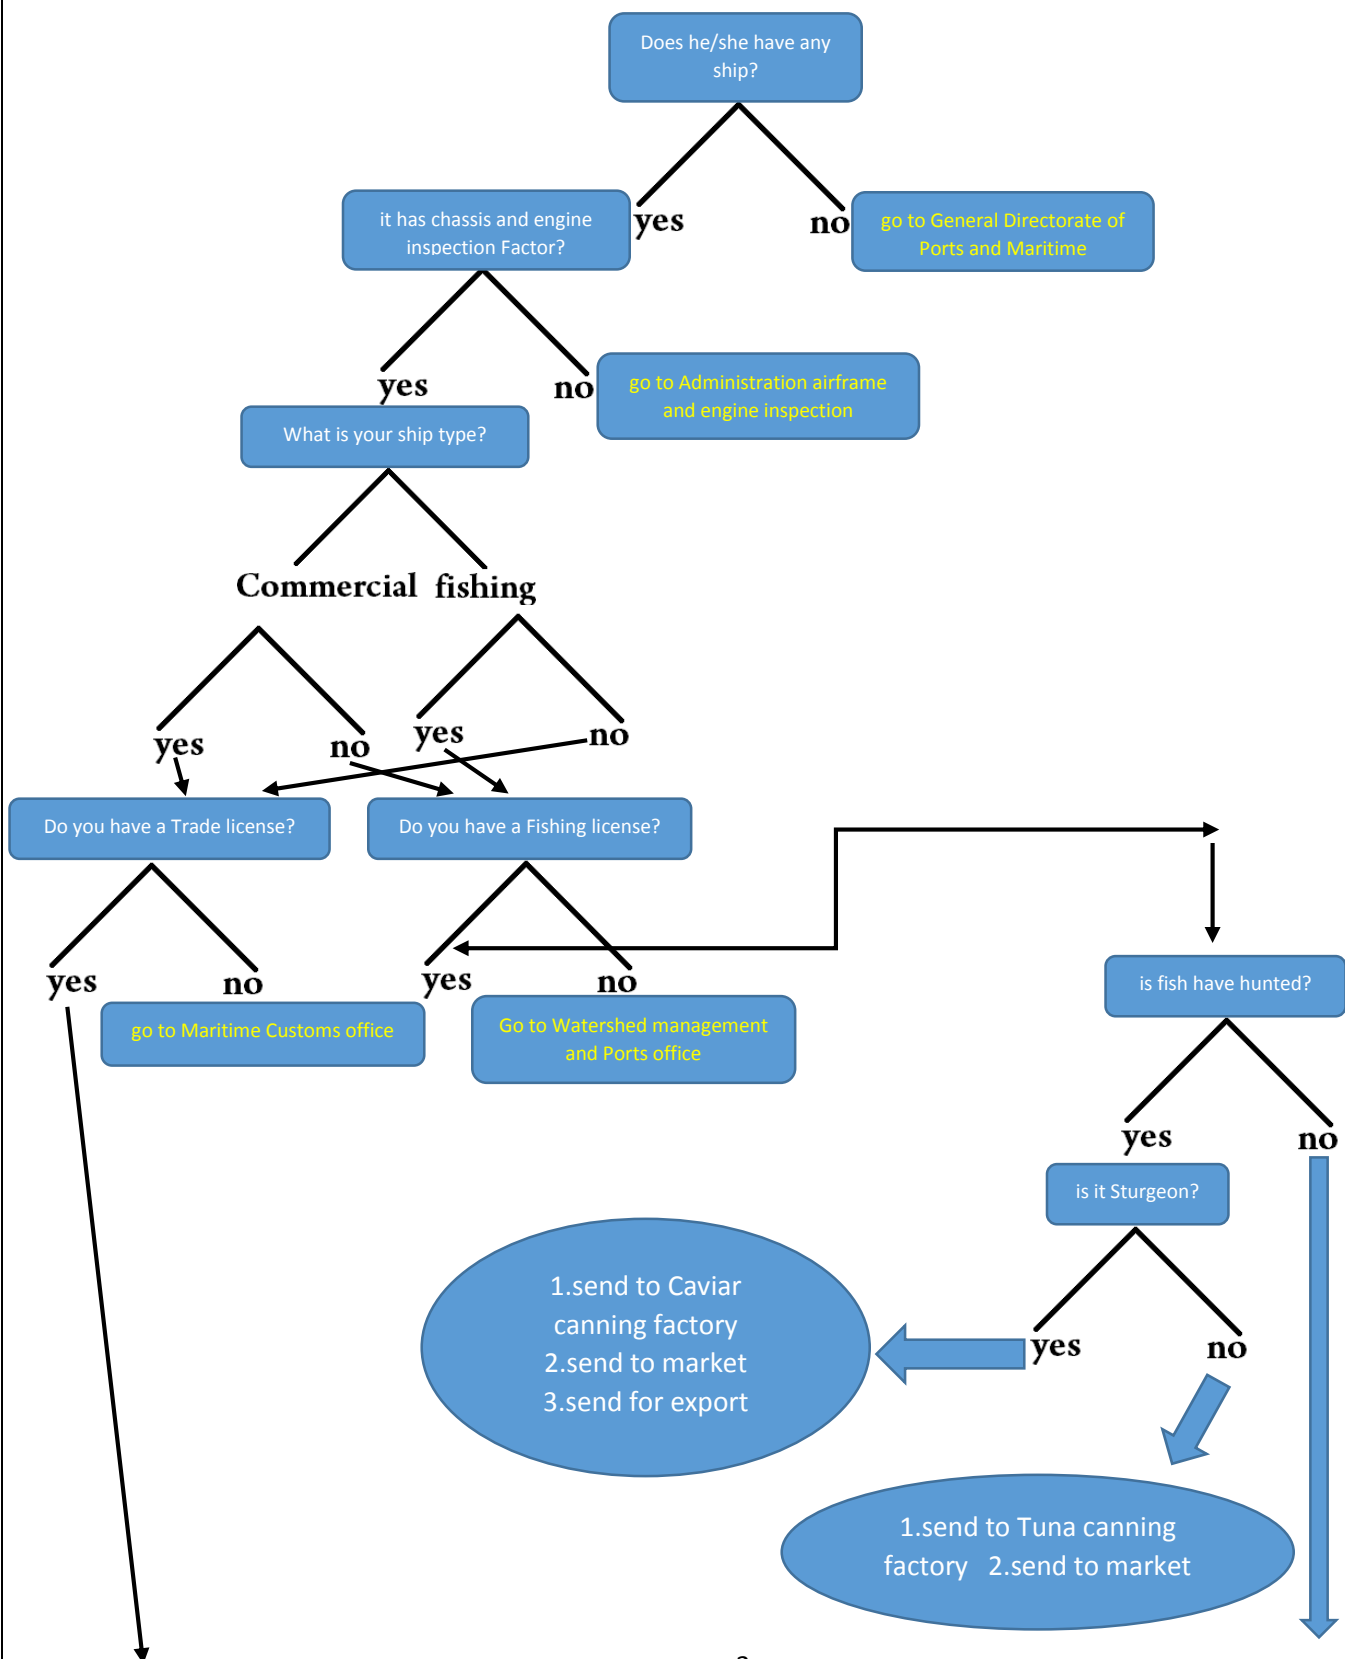 Does he/she have any
ship?
it has chassis and engine
inspection Factor?
yes
no
go to General Directorate of
Ports and Maritime
yes
no
go to Administration airframe
and engine inspection
What is your ship type?
Commercial fishing
yes
no
yes
no
Do you have a Trade license?
Do you have a Fishing license?
yes
no
yes
no
is fish have hunted?
go to Maritime Customs office
Go to Watershed management
and Ports office
yes
no
is it Sturgeon?
1.send to Caviar
canning factory
2.send to market
3.send for export
yes
no
1.send to Tuna canning
factory 2.send to market